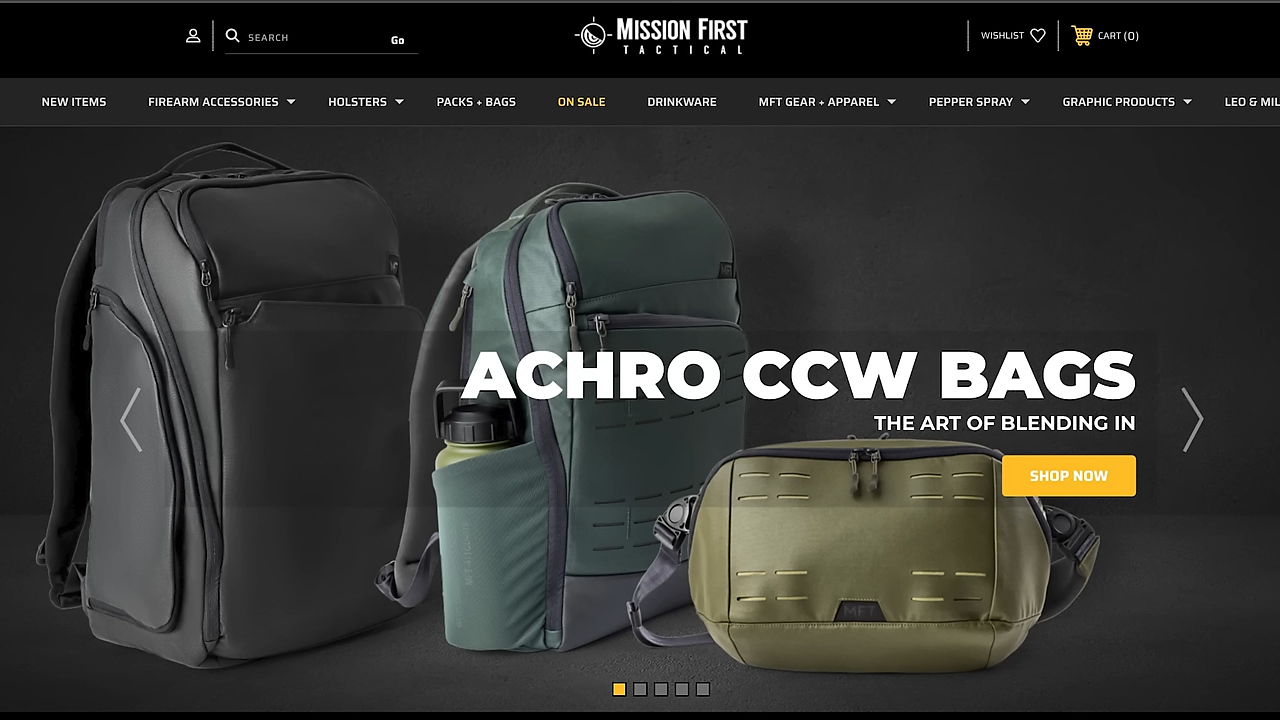 SEARCH
Go
MISSION FIRST
TACTICAL
WISHLIST
CART (0)
NEW ITEMS
FIREARM ACCESSORIES
HOLSTERS
PACKS + BAGS
ON SALE
DRINKWARE
MFT GEAR + APPAREL
PEPPER SPRAY
GRAPHIC PRODUCTS
LEO & MIL
ACHRO CCW BAGS
THE ART OF BLENDING IN
SHOP NOW
MFT